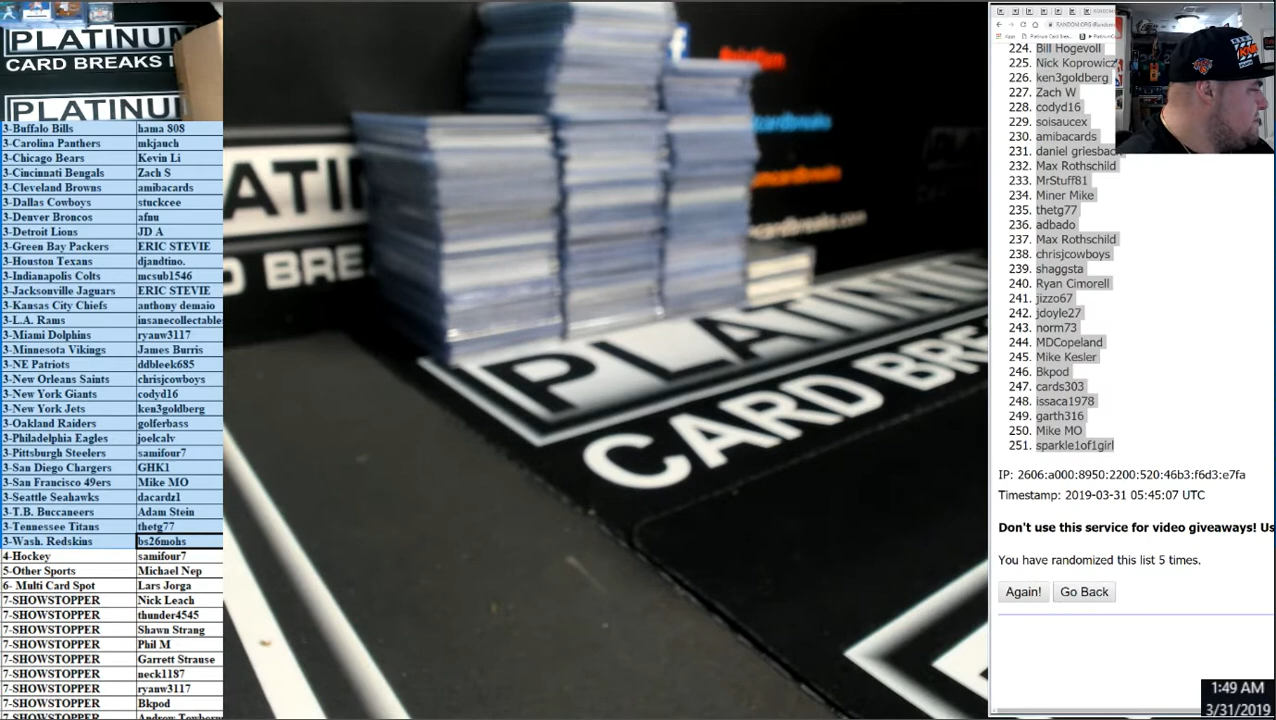 PLATINUM
CARD BREAKS
PLATINUM
3-Buffalo Bills hama 808
3-Carolina Panthers mkjauch
3-Chicago Bears Kevin Li
3-Cincinnati Bengals Zach S
3-Cleveland Browns amibacards
3-Dallas Cowboys stuckcee
3-Denver Broncos afnu
3-Detroit Lions JD A
3-Green Bay Packers ERIC STEVIE
3-Houston Texans djandtino.
3-Indianapolis Colts mcsub1546
3-Jacksonville Jaguars ERIC STEVIE
3-Kansas City Chiefs anthony demaio
3-L.A. Rams insanecollectable
3-Miami Dolphins ryanw3117
3-Minnesota Vikings James Burris
3-NE Patriots ddbleek685
3-New Orleans Saints chrisjcowboys
3-New York Giants codyd16
3-New York Jets ken3goldberg
3-Oakland Raiders golferbass
3-Philadelphia Eagles joelcalv
3-Pittsburgh Steelers samifour7
3-San Diego Chargers GHK1
3-San Francisco 49ers Mike MO
3-Seattle Seahawks dacardz1
3-T.B. Buccaneers Adam Stein
3-Tennessee Titans thetg77
3-Wash. Redskins bs26mohs
4-Hockey samifour7
5-Other Sports Michael Nep
6- Multi Card Spot Lars Jorga
7-SHOWSTOPPER Nick Leach
7-SHOWSTOPPER thunder4545
7-SHOWSTOPPER Shawn Strang
7-SHOWSTOPPER Phil M
7-SHOWSTOPPER Garrett Strause
7-SHOWSTOPPER neck1187
7-SHOWSTOPPER ryanw3117
7-SHOWSTOPPER Bkpod
7-SHOWSTOPPER
PLATI
D BREA
cardbreaks
umcardbreaks
cardbreaks.com
PLATINUM
CARD BRE
224. Bill Hogevoll
225. Nick Koprowicz
226. ken3goldberg
227. Zach W
228. codyd16
229. soisaucex
230. amibacards
231. daniel griesback
232. Max Rothschild
233. MrStuff81
234. Miner Mike
235. thetg77
236. adbado
237. Max Rothschild
238. chrisjcowboys
239. shaggsta
240. Ryan Cimorell
241. jizzo67
242. jdoyle27
243. norm73
244. MDCopeland
245. Mike Kesler
246. Bkpod
247. cards303
248. issaca1978
249. garth316
250. Mike MO
251. sparkle1of1girl
IP: 2606:a000:8950:2200:520:46b3:f6d3:e7fa
Timestamp: 2019-03-31 05:45:07 UTC
Don't use this service for video giveaways! Us
You have randomized this list 5 times.
Again! Go Back
1:49 AM
3/31/2019